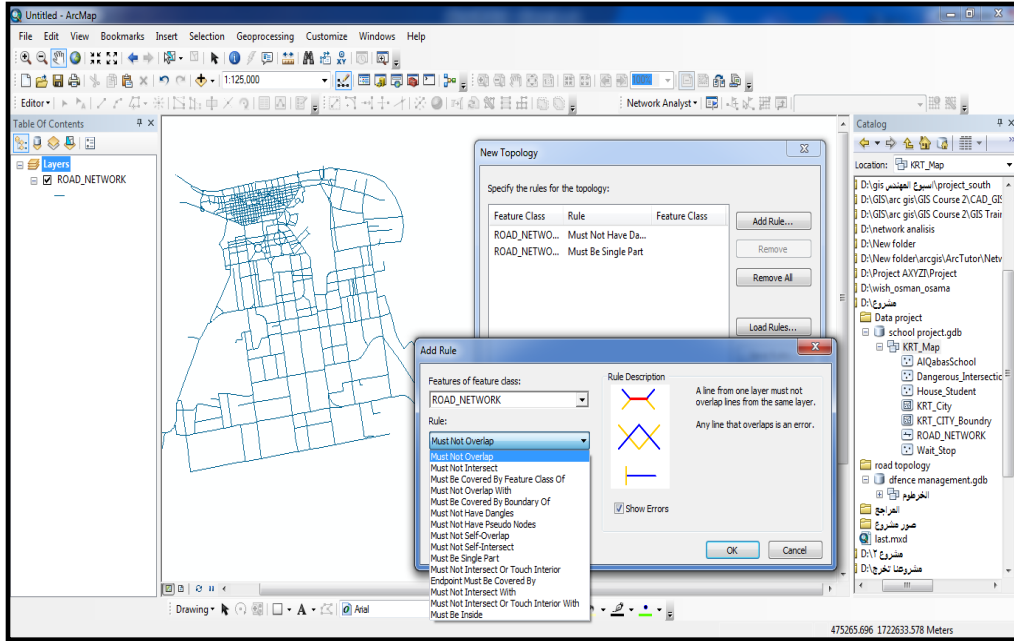 Untitled - ArcMap
File Edit View Bookmarks Insert Selection Geoprocessing Customize Windows Help
1:125,000
Editor
Network Analyst
Table Of Contents
Layers
ROAD_NETWORK
New Topology
Specify the rules for the topology:
Feature Class Rule Feature Class
ROAD_NETWO... Must Not Have Da...
ROAD_NETWO... Must Be Single Part
Add Rule...
Remove
Remove All
Load Rules...
Add Rule
Features of feature class:
ROAD_NETWORK
Rule:
Must Not Overlap
Must Not Overlap
Must Not Intersect
Must Be Covered By Feature Class Of
Must Not Overlap With
Must Be Covered By Boundary Of
Must Not Have Dangles
Must Not Have Pseudo Nodes
Must Not Self-Overlap
Must Not Self-Intersect
Must Be Single Part
Must Not Intersect Or Touch Interior
Endpoint Must Be Covered By
Must Not Intersect With
Must Not Intersect Or Touch Interior With
Must Be Inside
Rule Description
A line from one layer must not
overlap lines from the same layer.
Any line that overlaps is an error.
Show Errors
OK Cancel
Catalog
Location: KRT_Map
D:\gis اسبوع المهندس\project_south
D:\GIS\arc gis\GIS Course 2\CAD_GIS
D:\GIS\arc gis\GIS Course 2\GIS Train
D:\network analisis
D:\New folder
D:\New folder\arcgis\ArcTutor\Netw
D:\Project AXYZI\Project
D:\wish_osman_osama
D:\مشروع
Data project
school project.gdb
KRT_Map
AlQabasSchool
Dangerous_Intersectic
House_Student
KRT_City
KRT_CITY_Boundry
ROAD_NETWORK
Wait_Stop
road topology
dfence management.gdb
الخرطوم
المراجع
صور مشروع
last.mxd
D:\مشروع ٢
D:\مشروعنا تخرج
Drawing A Arial
475265.696 1722633.578 Meters